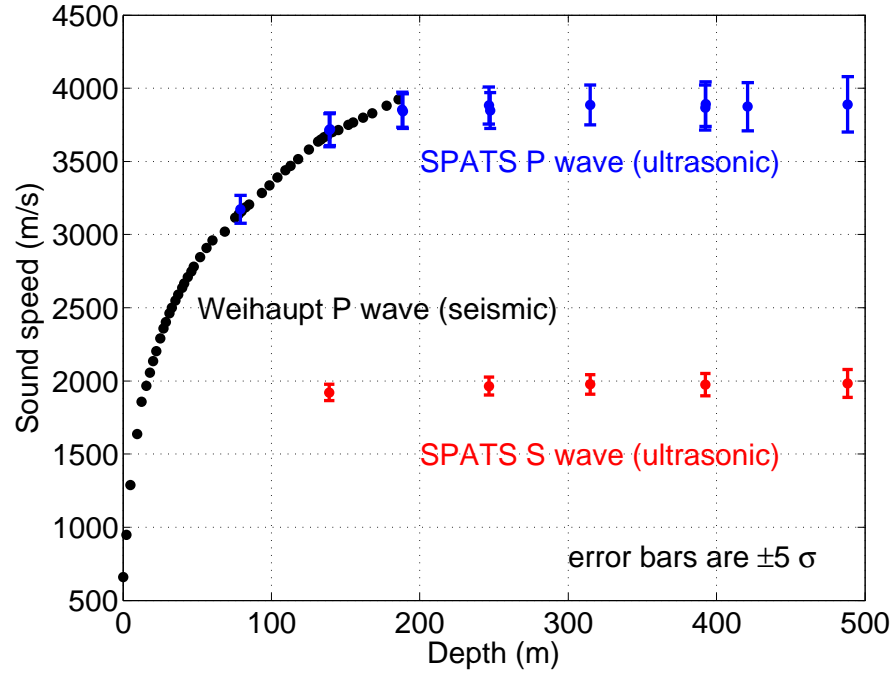 4500
4000
3500
3000
2500
2000
1500
1000
500
Sound speed (m/s)
SPATS P wave (ultrasonic)
Weihaupt P wave (seismic)
SPATS S wave (ultrasonic)
error bars are ±5 σ
0 100 200 300 400 500
Depth (m)